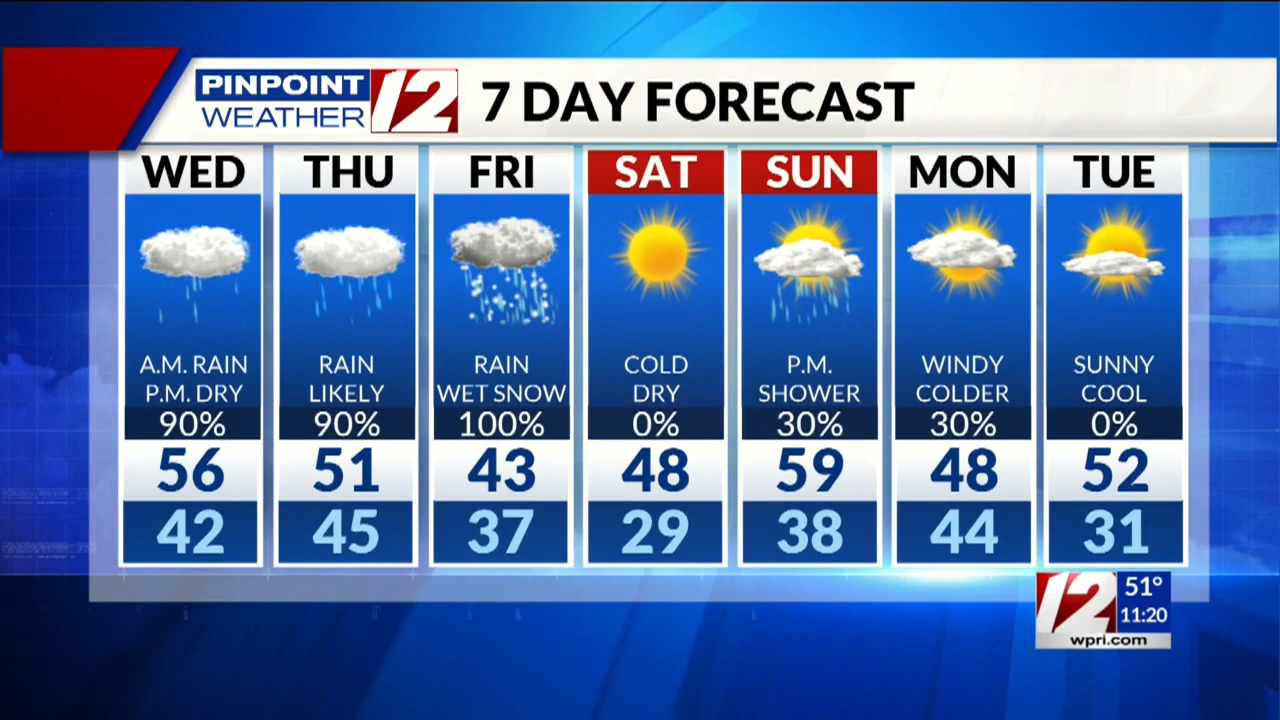 PINPOINT
WEATHER 12
7 DAY FORECAST
WED THU FRI SAT SUN MON TUE
A.M. RAIN RAIN RAIN COLD P.M. WINDY SUNNY
P.M. DRY LIKELY WET SNOW DRY SHOWER COLDER COOL
90% 90% 100% 0% 30% 30% 0%
56 51 43 48 59 48 52
42 45 37 29 38 44 31
12 51°
11:20
wpri.com